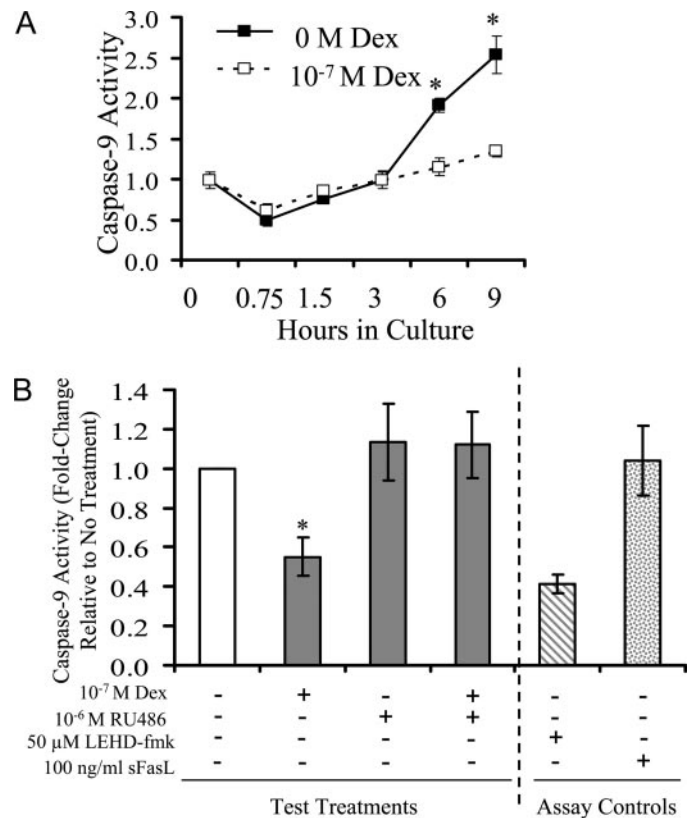 A
Caspase-9 Activity
3.0
2.5
2.0
1.5
1.0
0.5
0
0 M Dex
10⁻⁷ M Dex
*
*
0 0.75 1.5 3 6 9
Hours in Culture
B
Caspase-9 Activity (Fold-Change
Relative to No Treatment)
1.4
1.2
1.0
0.8
0.6
0.4
0.2
0.0
*
10⁻⁷ M Dex - + - + - -
10⁻⁶ M RU486 - - + + - -
50 µM LEHD-fmk - - - - + -
100 ng/ml sFasL - - - - - +
Test Treatments
Assay Controls